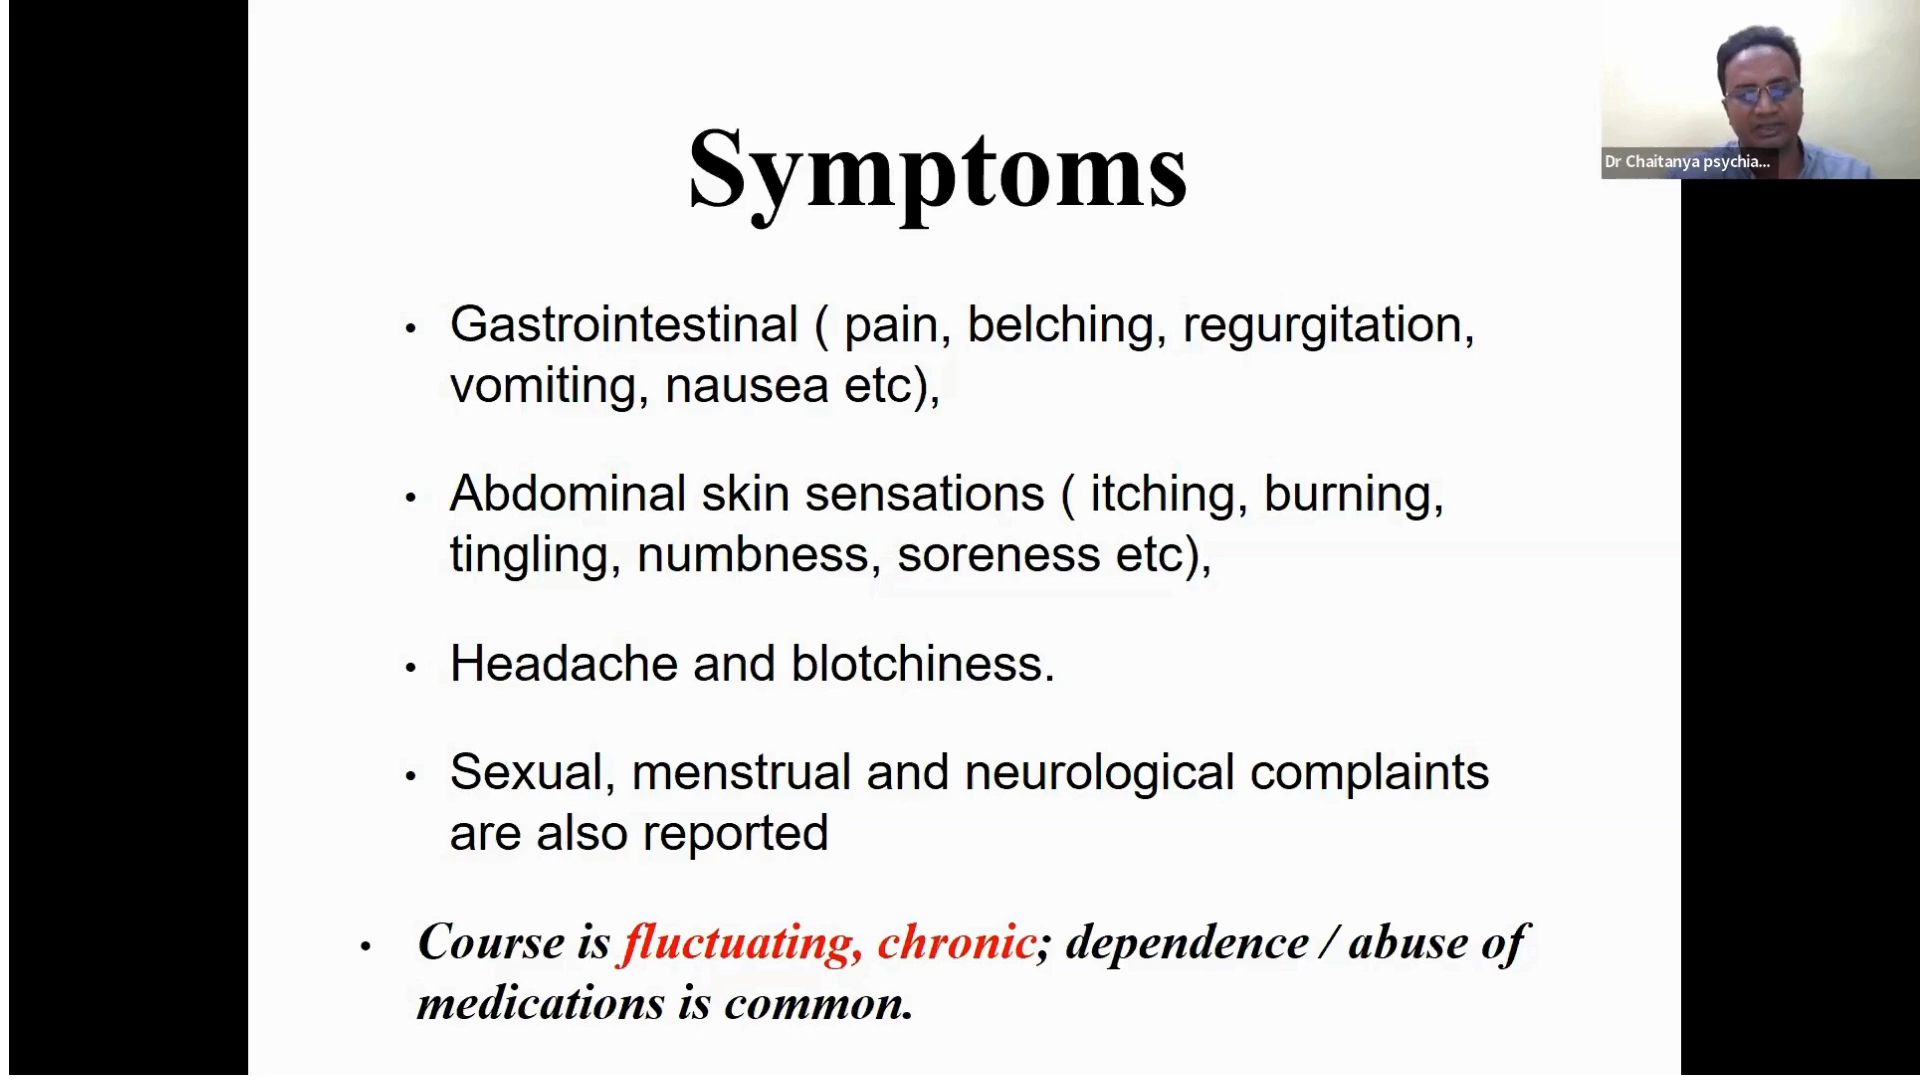 Dr Chaitanya psychia...
Symptoms
• Gastrointestinal ( pain, belching, regurgitation,
vomiting, nausea etc),
• Abdominal skin sensations ( itching, burning,
tingling, numbness, soreness etc),
• Headache and blotchiness.
• Sexual, menstrual and neurological complaints
are also reported
• Course is fluctuating, chronic; dependence / abuse of
medications is common.